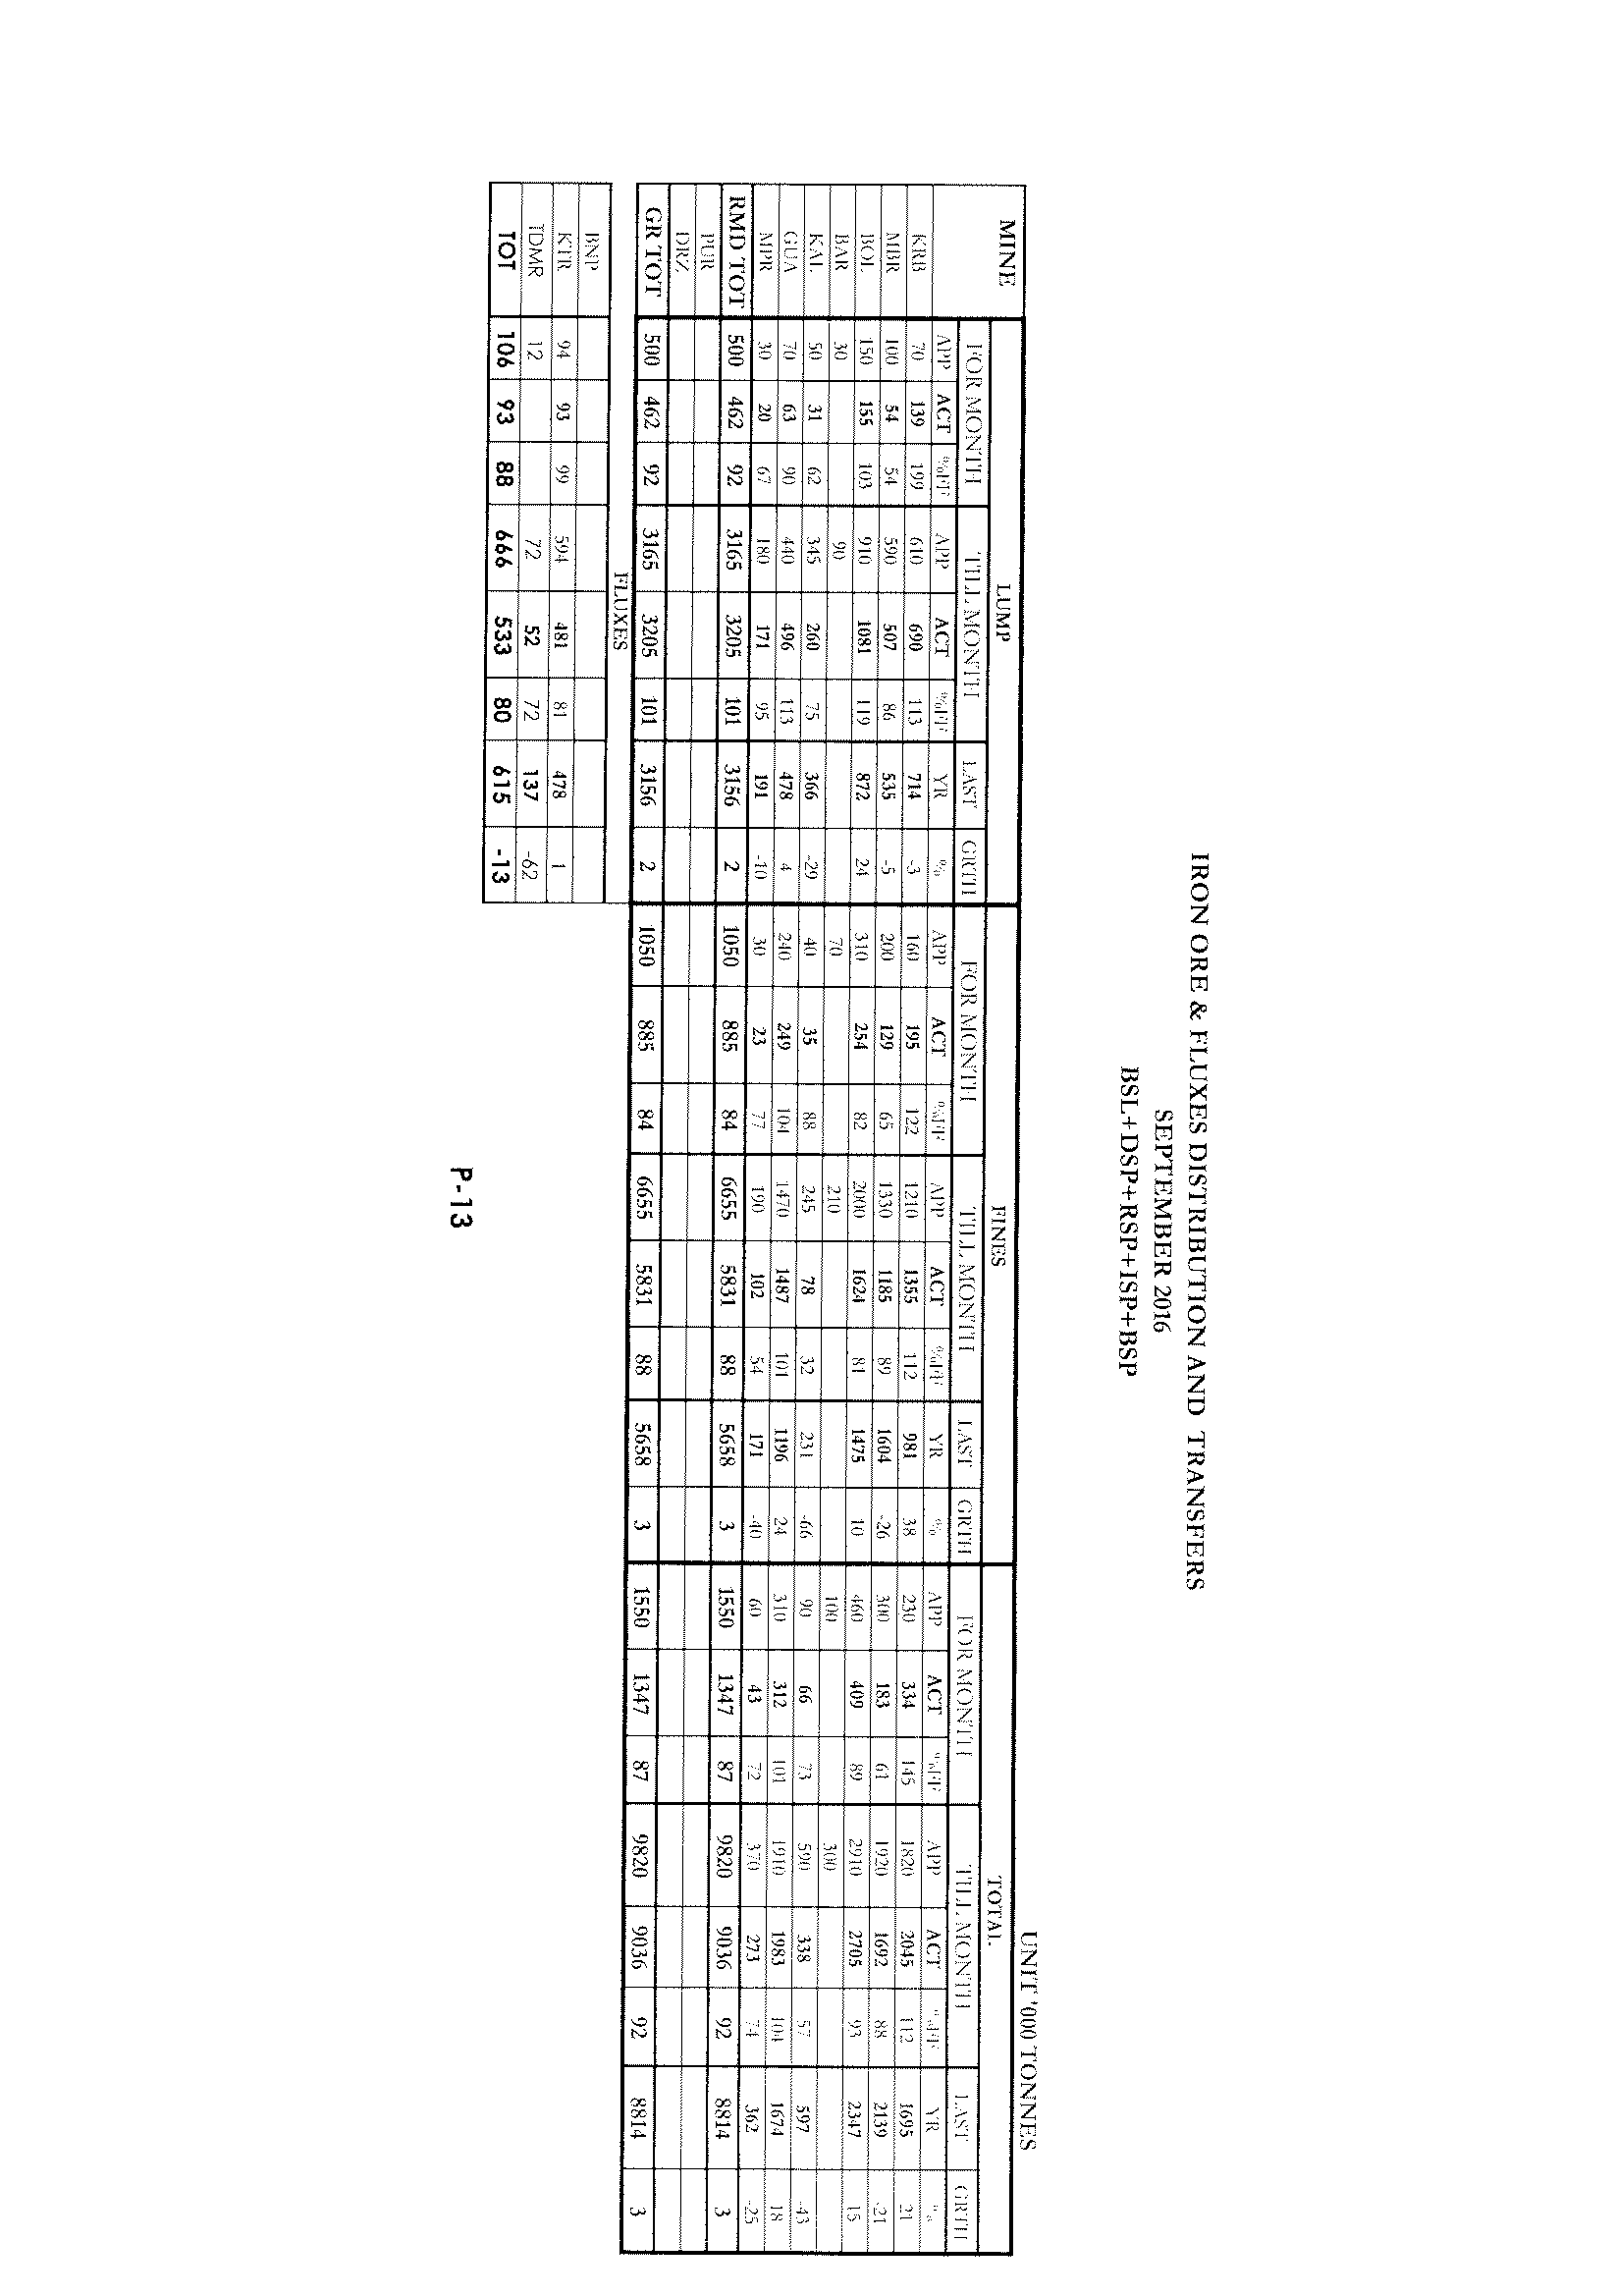 IRON ORE & FLUXES DISTRIBUTION AND TRANSFERS
SEPTEMBER 2016
BSL+DSP+RSP+ISP+BSP
UNIT '000 TONNES
MINE LUMP FINES TOTAL
FOR MONTH TILL MONTH LAST GRTH FOR MONTH TILL MONTH LAST GRTH FOR MONTH TILL MONTH LAST GRTH
APP ACT %FF APP ACT %FF YR % APP ACT %FF APP ACT %FF YR % APP ACT %FF APP ACT %FF YR %
KRB 70 139 199 610 690 113 714 -3 160 195 122 1210 1355 112 981 38 230 334 145 1820 2045 112 1695 21
MBR 100 54 54 590 507 86 535 -5 200 129 65 1330 1185 89 1604 -26 300 183 61 1920 1692 88 2139 -21
BOL 150 155 103 910 1081 119 872 24 310 254 82 2000 1624 81 1475 10 460 409 89 2910 2705 93 2347 15
BAR 30 90 70 210 100 300
KAL 50 31 62 345 260 75 366 -29 40 35 88 245 78 32 231 -66 90 66 73 590 338 57 597 -43
GUA 70 63 90 440 496 113 478 4 240 249 104 1470 1487 101 1196 24 310 312 101 1910 1983 104 1674 18
MPR 30 20 67 180 171 95 191 -10 30 23 77 190 102 54 171 -40 60 43 72 370 273 74 362 -25
RMD TOT 500 462 92 3165 3205 101 3156 2 1050 885 84 6655 5831 88 5658 3 1550 1347 87 9820 9036 92 8814 3
PUR
DRZ
GR TOT 500 462 92 3165 3205 101 3156 2 1050 885 84 6655 5831 88 5658 3 1550 1347 87 9820 9036 92 8814 3
FLUXES
BNP
KTR 94 93 99 594 481 81 478 1
TDMR 12 72 52 72 137 -62
TOT 106 93 88 666 533 80 615 -13
P-13